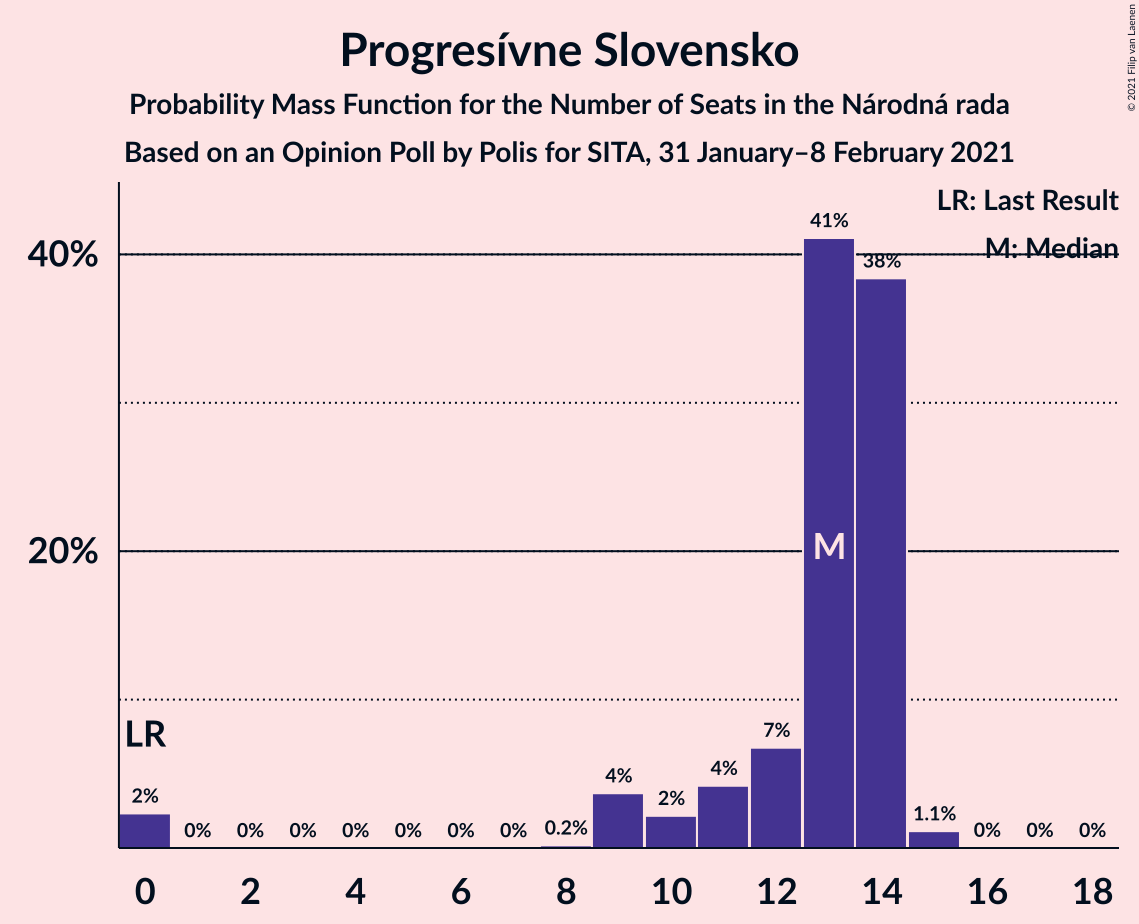 Progresívne Slovensko
Probability Mass Function for the Number of Seats in the Národná rada
Based on an Opinion Poll by Polis for SITA, 31 January–8 February 2021
© 2021 Filip van Laenen
LR: Last Result
M: Median
40%
20%
41%
38%
M
LR
2%
0%
0%
0%
0%
0%
0%
0%
0.2%
4%
2%
4%
7%
1.1%
0%
0%
0%
0 2 4 6 8 10 12 14 16 18